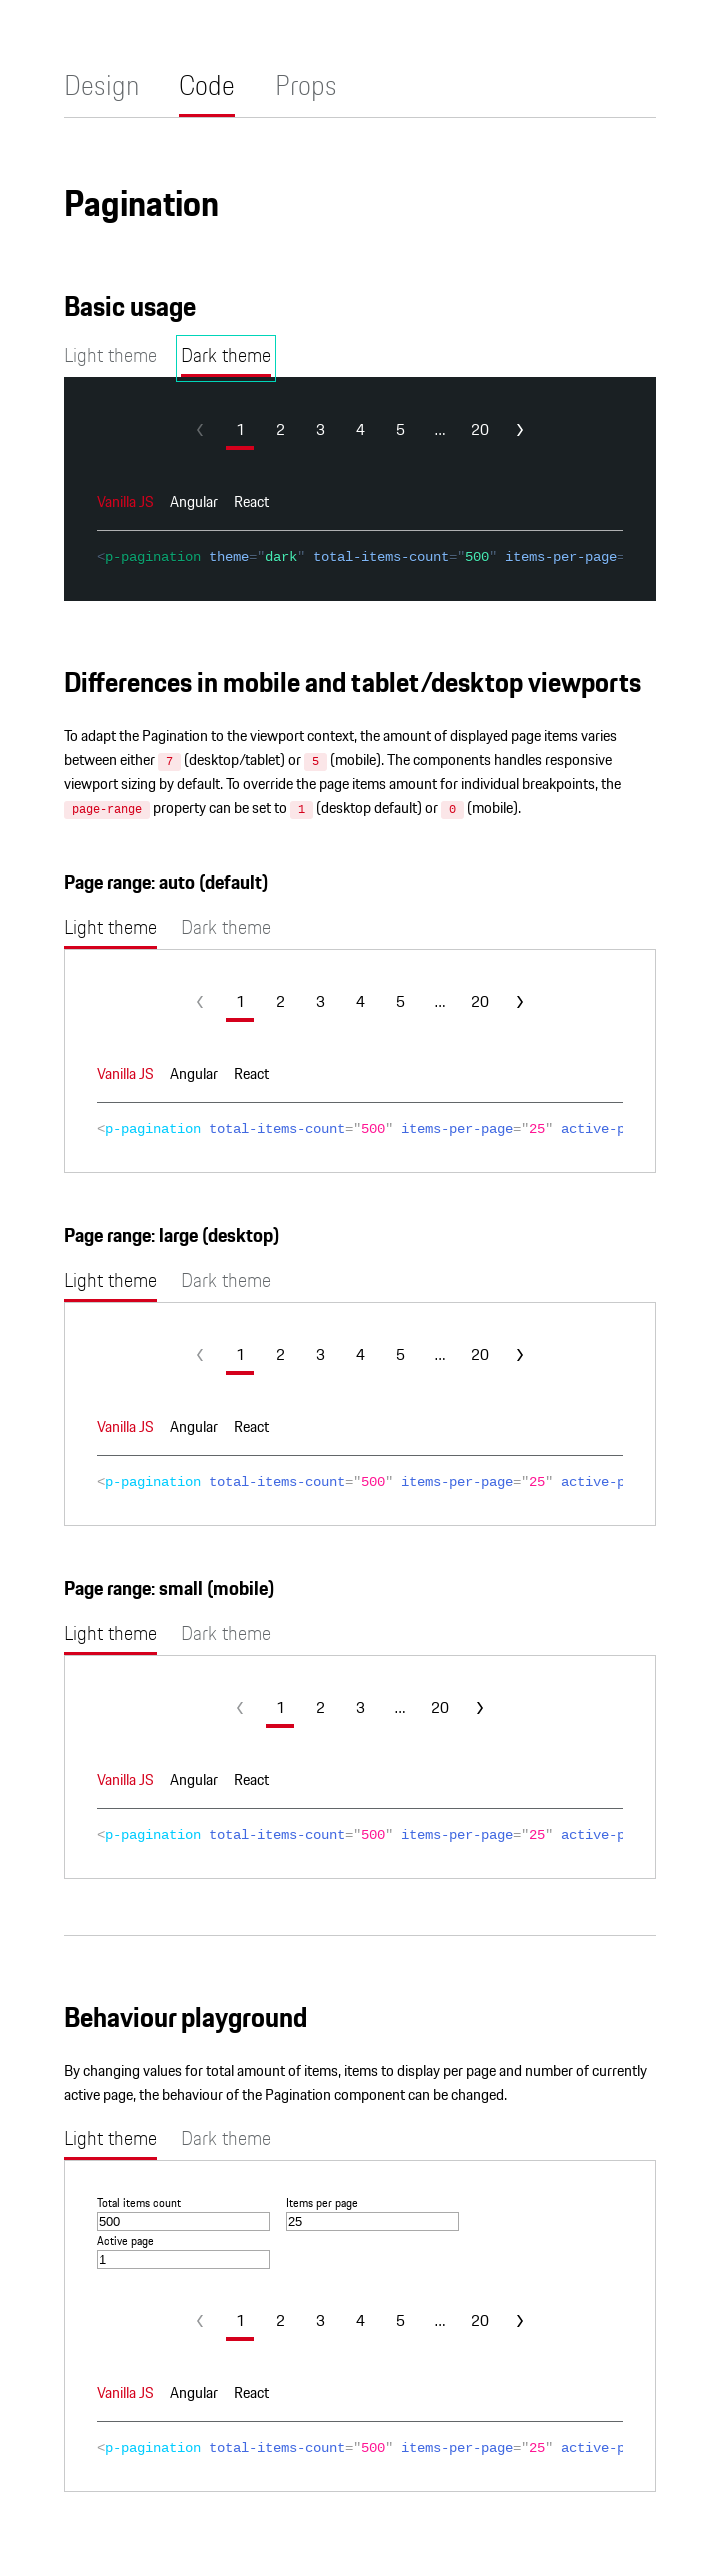 Design Code Props
Pagination
Basic usage
Light theme Dark theme
1 2 3 4 5 ... 20
Vanilla JS Angular React
<p-pagination theme="dark" total-items-count="500" items-per-page=
Differences in mobile and tablet/desktop viewports
To adapt the Pagination to the viewport context, the amount of displayed page items varies
between either 7 (desktop/tablet) or 5 (mobile). The components handles responsive
viewport sizing by default. To override the page items amount for individual breakpoints, the
page-range property can be set to 1 (desktop default) or 0 (mobile).
Page range: auto (default)
Light theme Dark theme
1 2 3 4 5 ... 20
Vanilla JS Angular React
<p-pagination total-items-count="500" items-per-page="25" active-p
Page range: large (desktop)
Light theme Dark theme
1 2 3 4 5 ... 20
Vanilla JS Angular React
<p-pagination total-items-count="500" items-per-page="25" active-p
Page range: small (mobile)
Light theme Dark theme
1 2 3 ... 20
Vanilla JS Angular React
<p-pagination total-items-count="500" items-per-page="25" active-p
Behaviour playground
By changing values for total amount of items, items to display per page and number of currently
active page, the behaviour of the Pagination component can be changed.
Light theme Dark theme
Total items count Items per page
500 25
Active page
1
1 2 3 4 5 ... 20
Vanilla JS Angular React
<p-pagination total-items-count="500" items-per-page="25" active-p